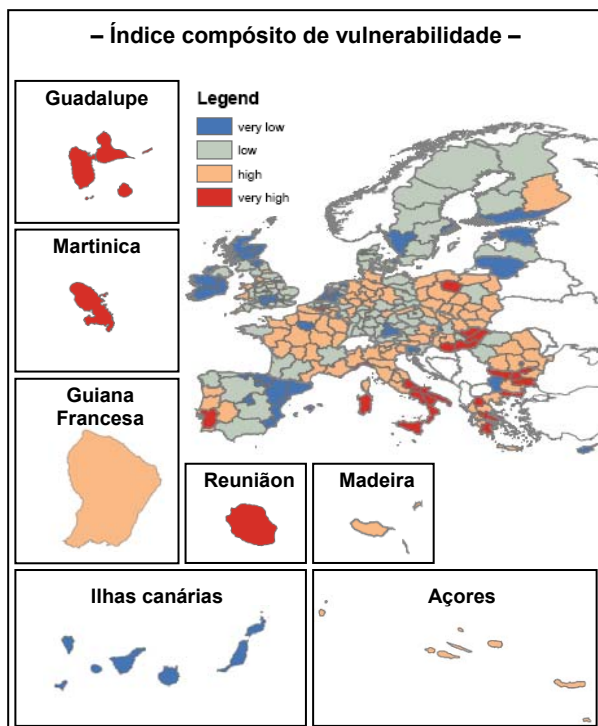 – Índice compósito de vulnerabilidade –
Guadalupe
Legend
very low
low
high
very high
Martinica
Guiana
Francesa
Reuniãon
Madeira
Ilhas canárias
Açores